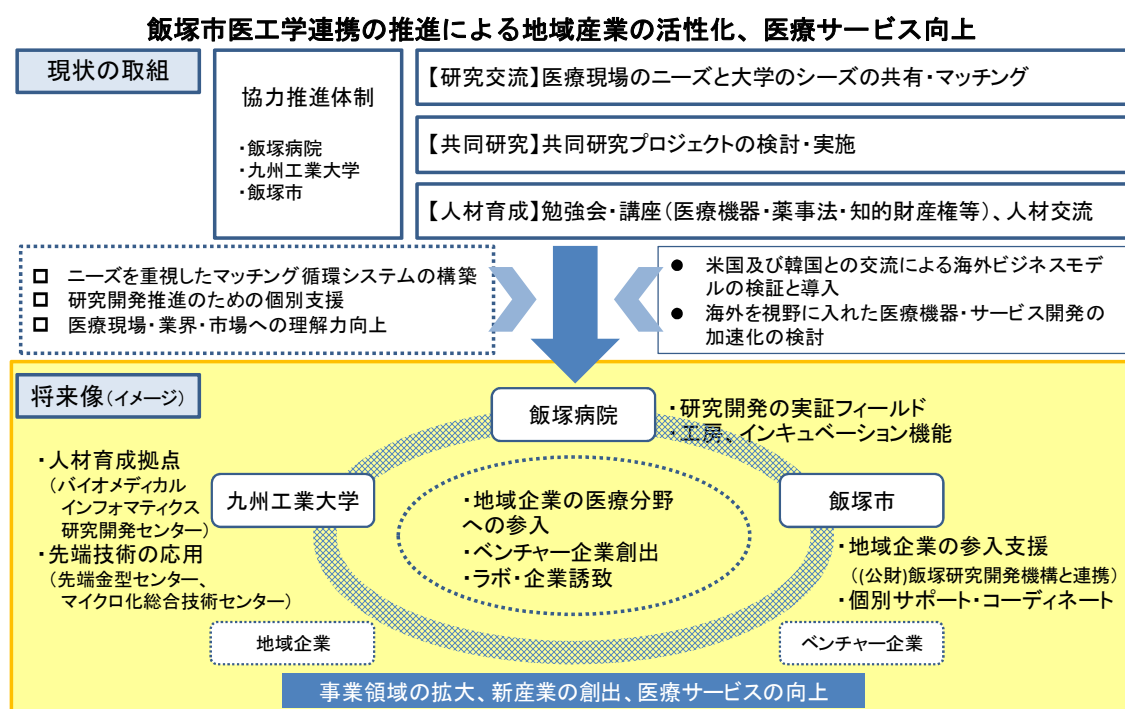 飯塚市医工学連携の推進による地域産業の活性化、医療サービス向上
現状の取組
協力推進体制
・飯塚病院
・九州工業大学
・飯塚市
【研究交流】医療現場のニーズと大学のシーズの共有・マッチング
【共同研究】共同研究プロジェクトの検討・実施
【人材育成】勉強会・講座(医療機器・薬事法・知的財産権等)、人材交流
□ ニーズを重視したマッチング循環システムの構築
□ 研究開発推進のための個別支援
□ 医療現場・業界・市場への理解力向上
● 米国及び韓国との交流による海外ビジネスモデ
ルの検証と導入
● 海外を視野に入れた医療機器・サービス開発の
加速化の検討
将来像(イメージ)
飯塚病院
・研究開発の実証フィールド
・工房、インキュベーション機能
・人材育成拠点
(バイオメディカル
インフォマティクス
研究開発センター)
・先端技術の応用
(先端金型センター、
マイクロ化総合技術センター)
九州工業大学
・地域企業の医療分野
への参入
・ベンチャー企業創出
・ラボ・企業誘致
飯塚市
・地域企業の参入支援
((公財)飯塚研究開発機構と連携)
・個別サポート・コーディネート
地域企業
ベンチャー企業
事業領域の拡大、新産業の創出、医療サービスの向上